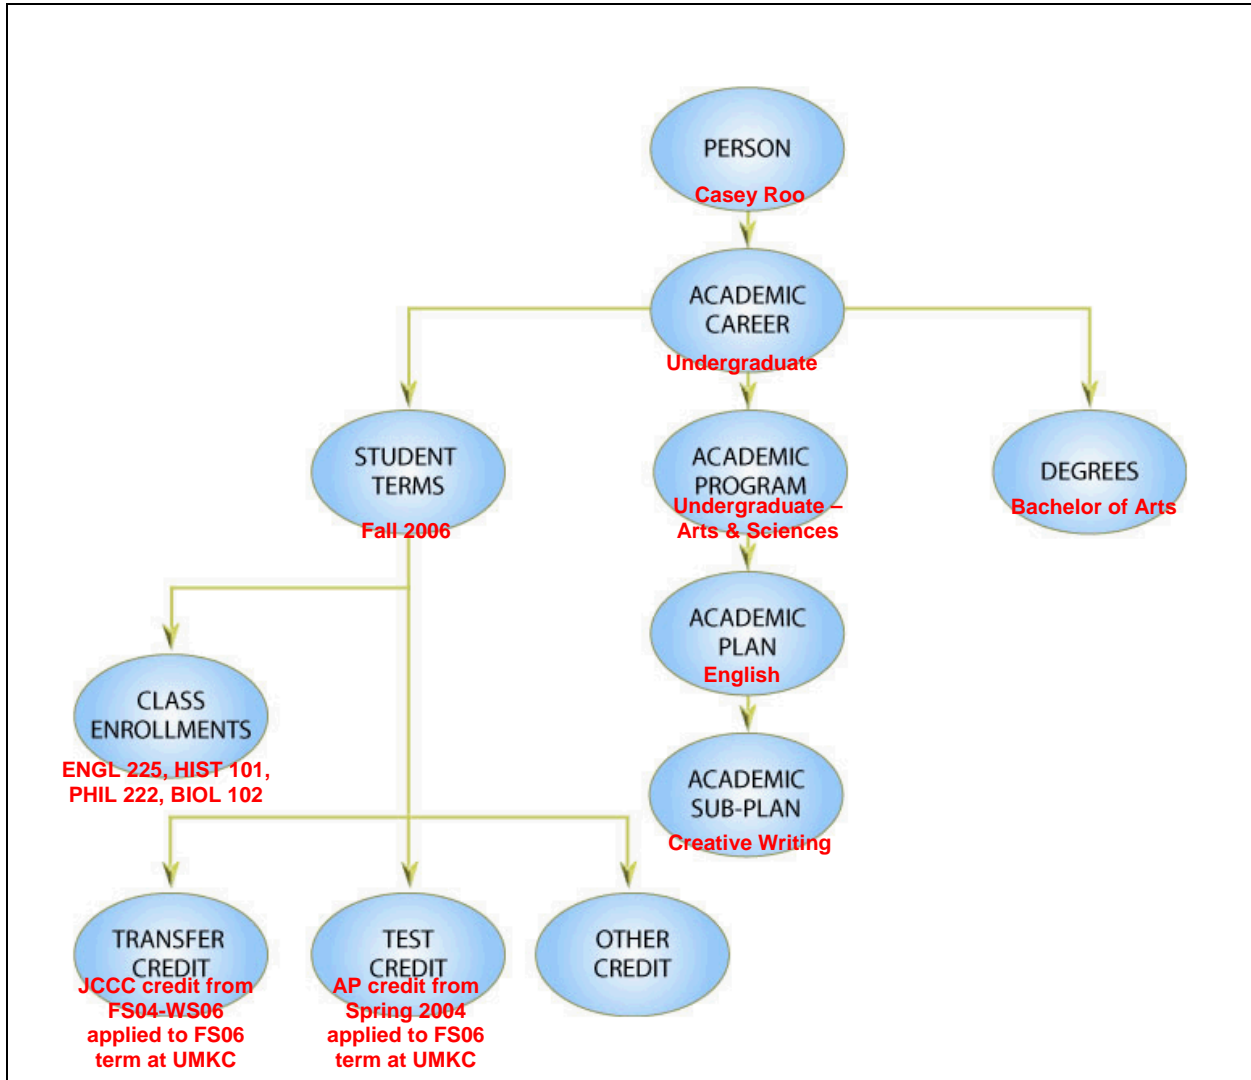 PERSON
Casey Roo
ACADEMIC
CAREER
Undergraduate
STUDENT
TERMS
Fall 2006
ACADEMIC
PROGRAM
Undergraduate –
Arts & Sciences
DEGREES
Bachelor of Arts
ACADEMIC
PLAN
English
CLASS
ENROLLMENTS
ENGL 225, HIST 101,
PHIL 222, BIOL 102
ACADEMIC
SUB-PLAN
Creative Writing
TRANSFER
CREDIT
JCCC credit from
FS04-WS06
applied to FS06
term at UMKC
TEST
CREDIT
AP credit from
Spring 2004
applied to FS06
term at UMKC
OTHER
CREDIT